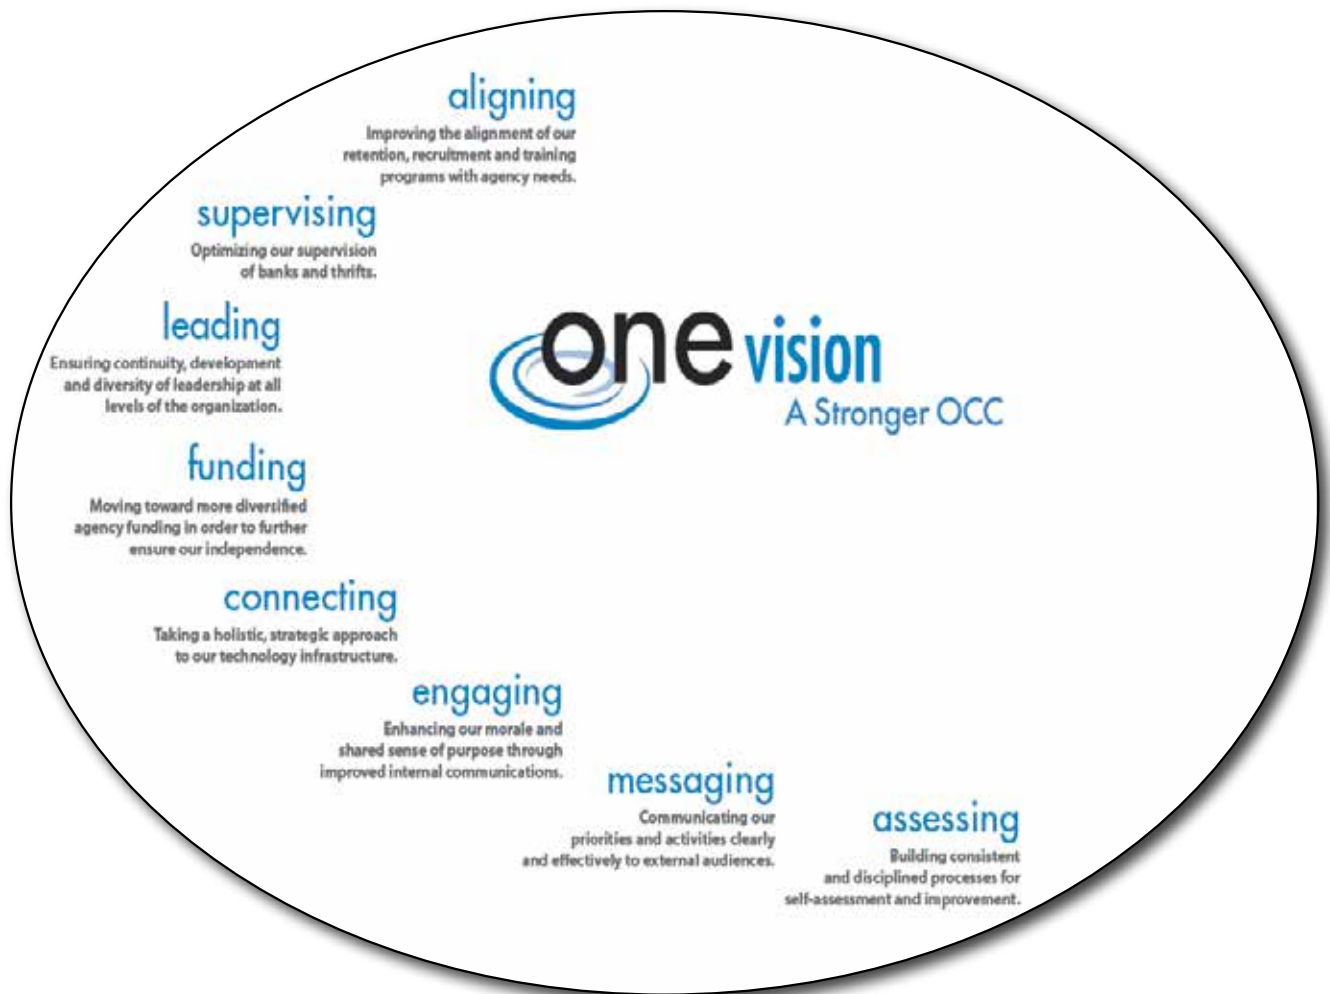 aligning
Improving the alignment of our
retention, recruitment and training
programs with agency needs.
supervising
Optimizing our supervision
of banks and thrifts.
leading
Ensuring continuity, development
and diversity of leadership at all
levels of the organization.
one vision
A Stronger OCC
funding
Moving toward more diversified
agency funding in order to further
ensure our independence.
connecting
Taking a holistic, strategic approach
to our technology infrastructure.
engaging
Enhancing our morale and
shared sense of purpose through
improved internal communications.
messaging
Communicating our
priorities and activities clearly
and effectively to external audiences.
assessing
Building consistent
and disciplined processes for
self-assessment and improvement.